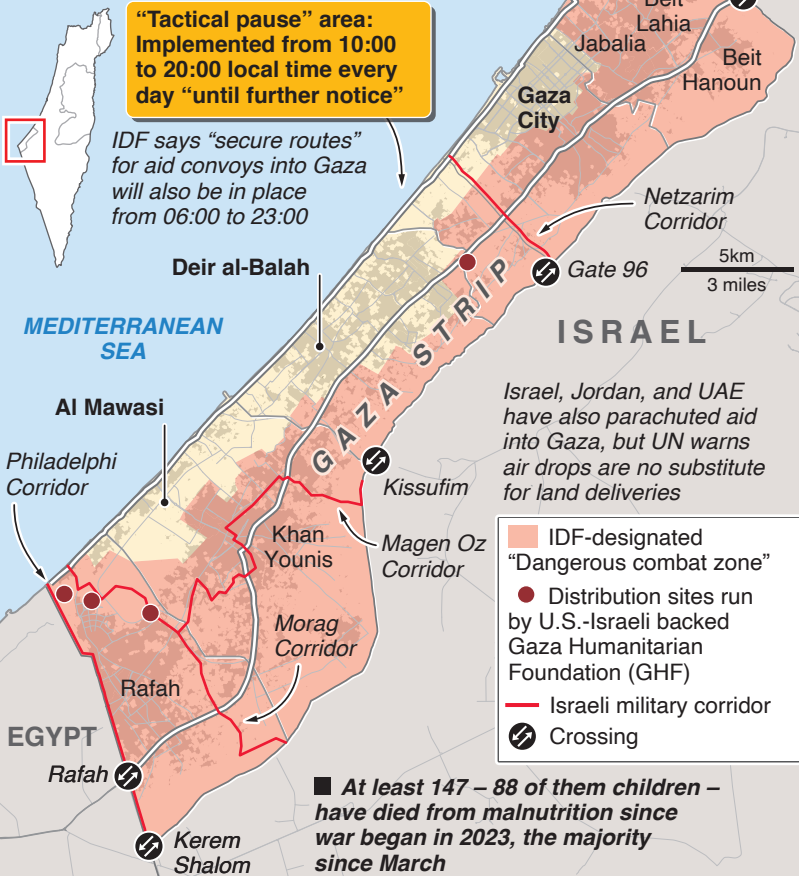 “Tactical pause” area:
Implemented from 10:00
to 20:00 local time every
day “until further notice”
IDF says “secure routes”
for aid convoys into Gaza
will also be in place
from 06:00 to 23:00
Beit
Lahia
Jabalia
Beit
Hanoun
Gaza
City
Netzarim
Corridor
Gate 96
5km
3 miles
Deir al-Balah
MEDITERRANEAN
SEA
GAZA STRIP
ISRAEL
Al Mawasi
Israel, Jordan, and UAE
have also parachuted aid
into Gaza, but UN warns
air drops are no substitute
for land deliveries
Philadelphi
Corridor
Kissufim
Khan
Younis
Magen Oz
Corridor
Morag
Corridor
Rafah
EGYPT
Rafah
Kerem
Shalom
IDF-designated
“Dangerous combat zone”
Distribution sites run
by U.S.-Israeli backed
Gaza Humanitarian
Foundation (GHF)
Israeli military corridor
Crossing
At least 147 – 88 of them children –
have died from malnutrition since
war began in 2023, the majority
since March